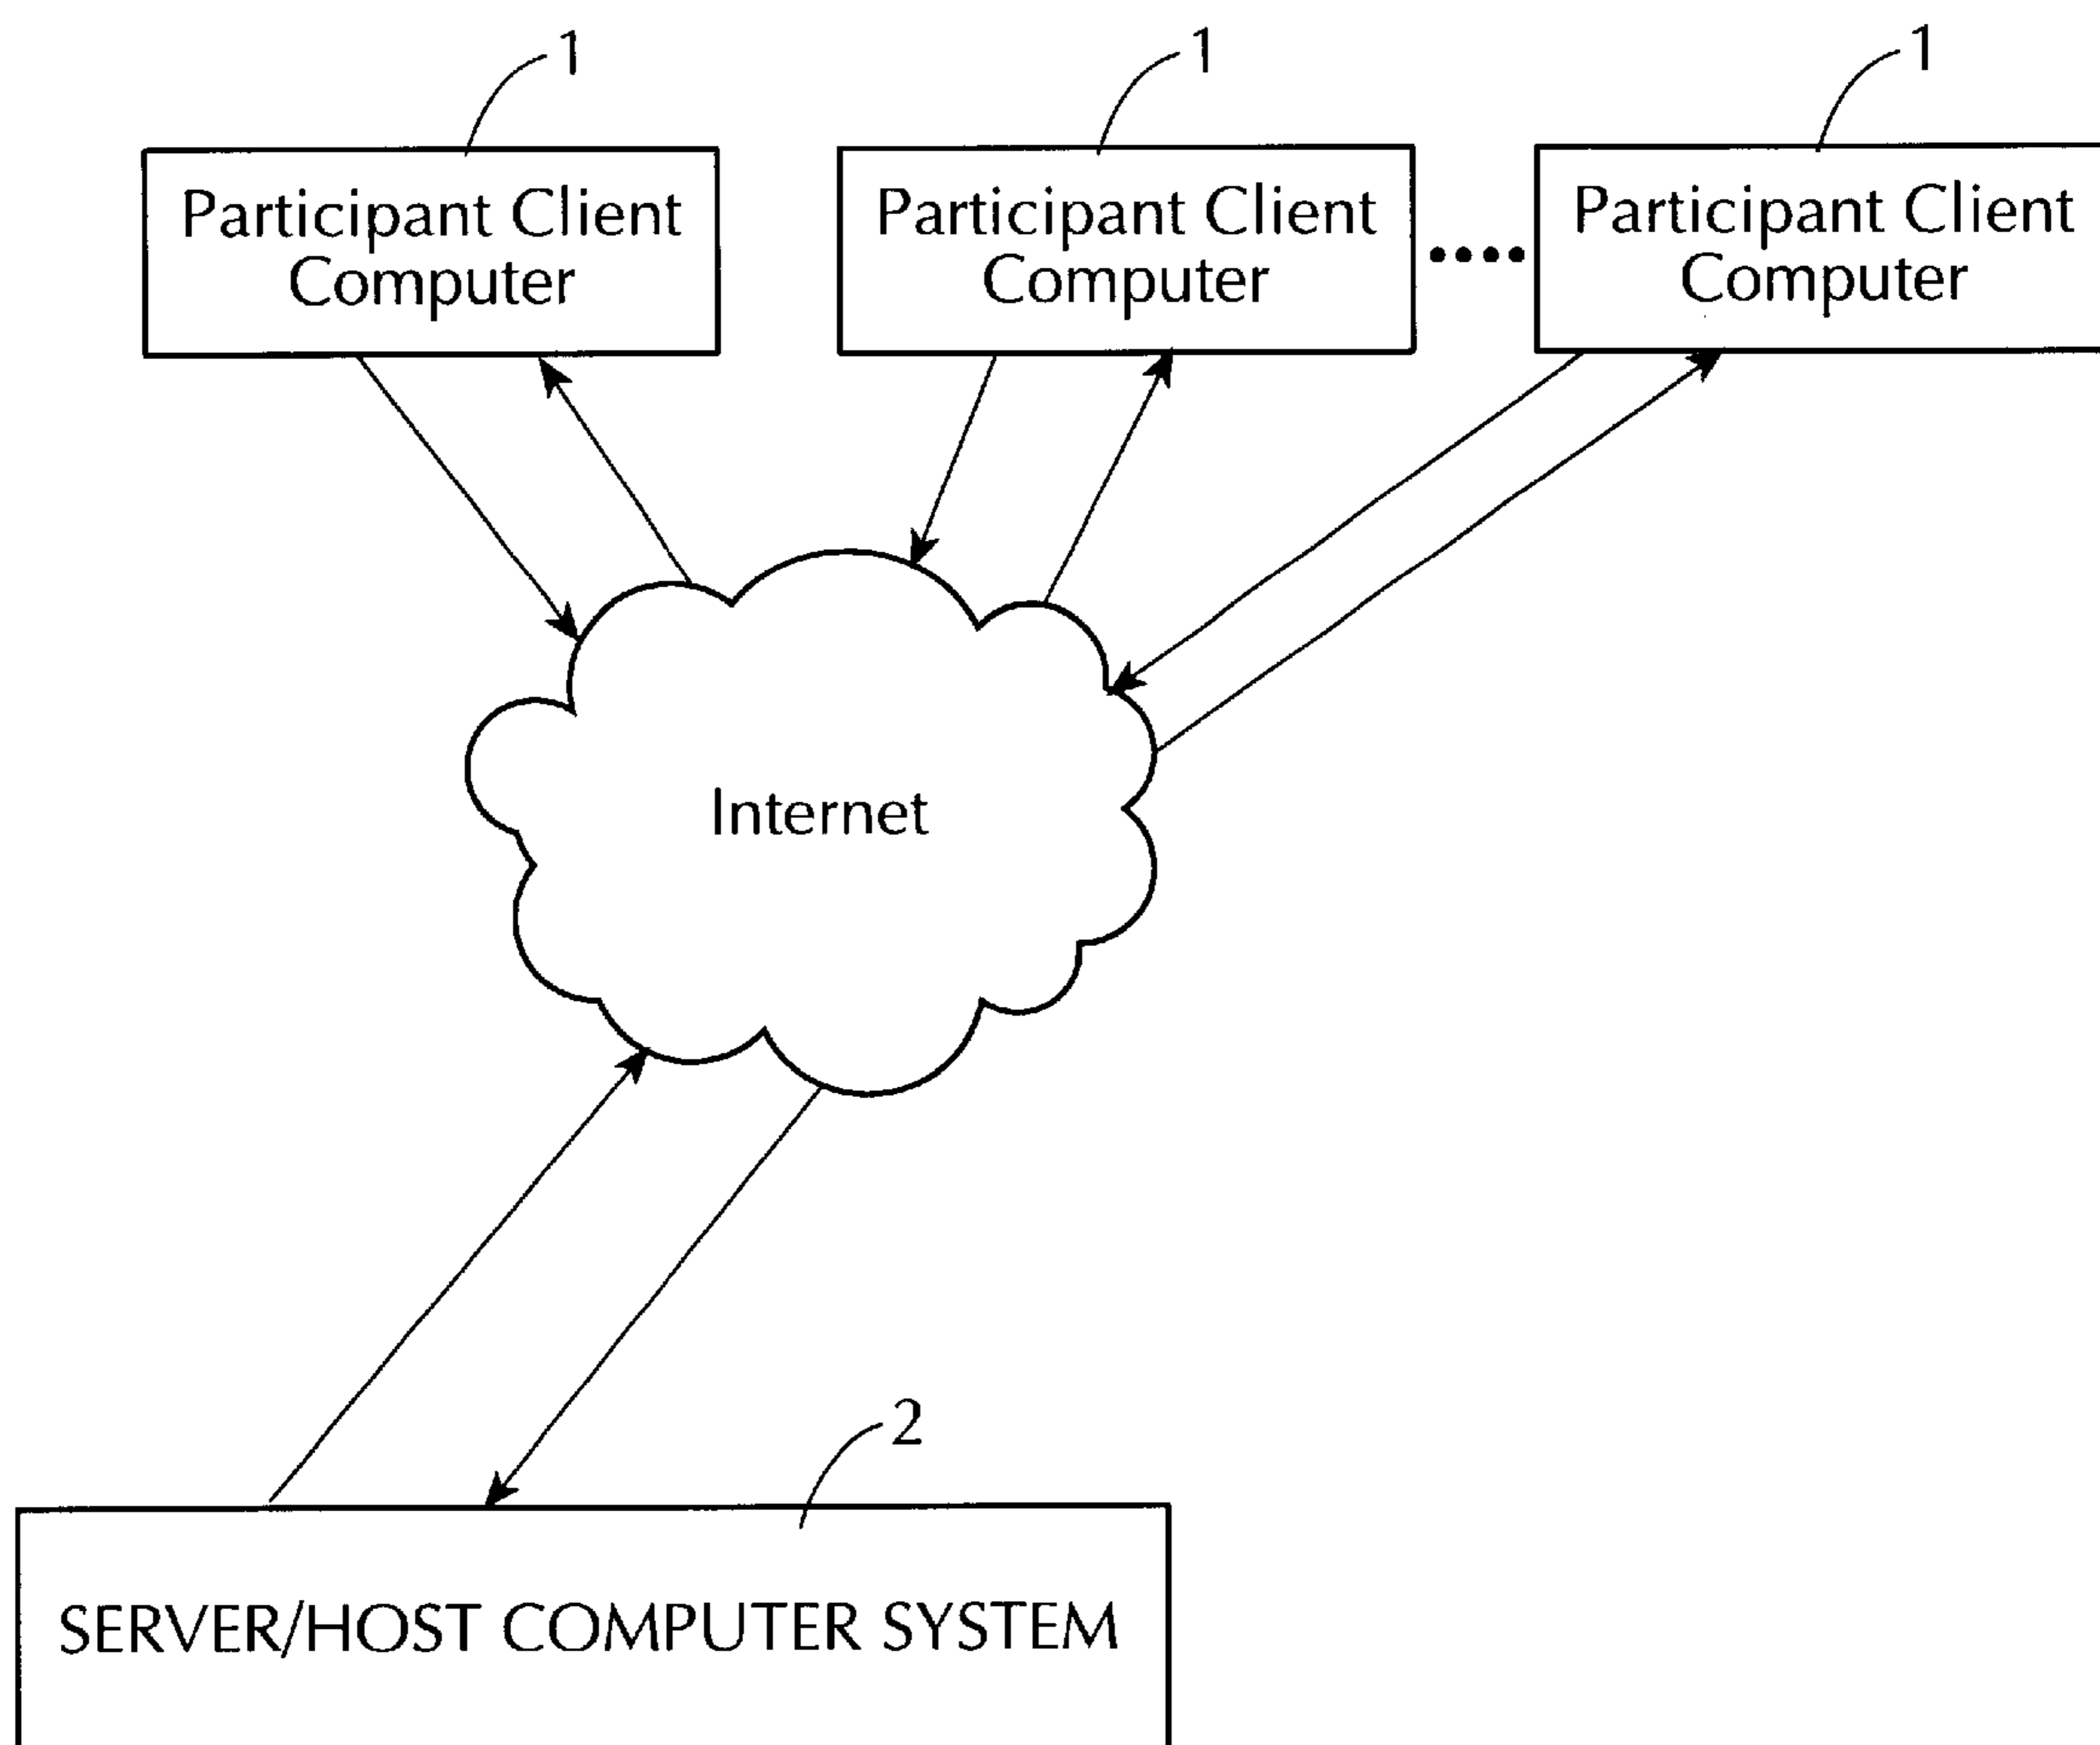 1
1
1
Participant Client
Computer
Participant Client
Computer
Participant Client
Computer
Internet
2
SERVER/HOST COMPUTER SYSTEM